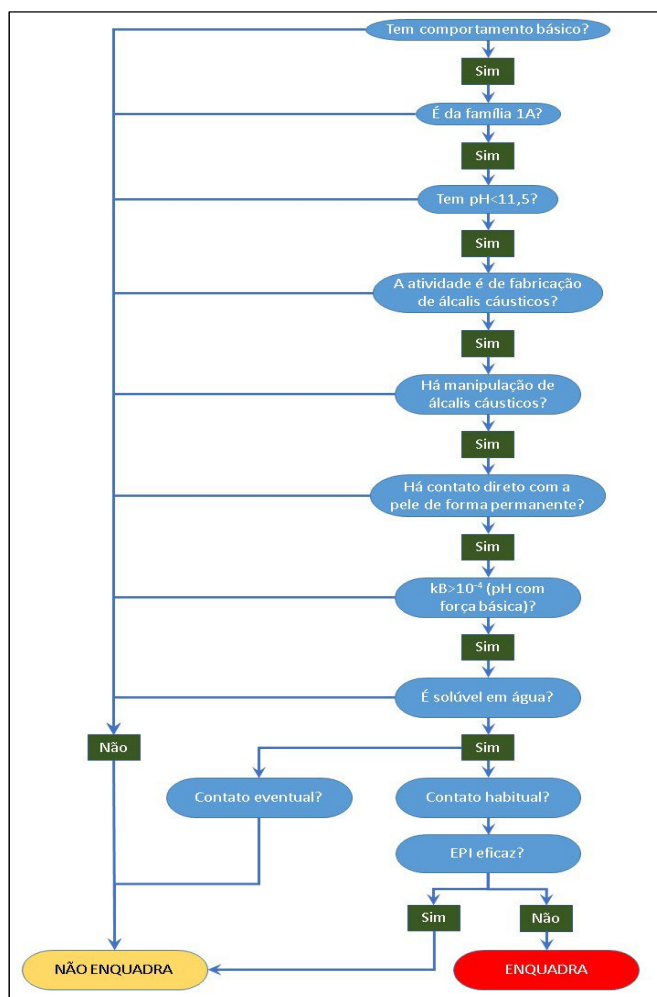 Tem comportamento básico?
Sim
É da família 1A?
Sim
Tem pH<11,5?
Sim
A atividade é de fabricação
de álcalis cáusticos?
Sim
Há manipulação de
álcalis cáusticos?
Sim
Há contato direto com a
pele de forma permanente?
Sim
kB>10⁻⁴ (pH com
força básica)?
Sim
É solúvel em água?
Não
Sim
Contato eventual?
Contato habitual?
EPI eficaz?
Sim
Não
NÃO ENQUADRA
ENQUADRA